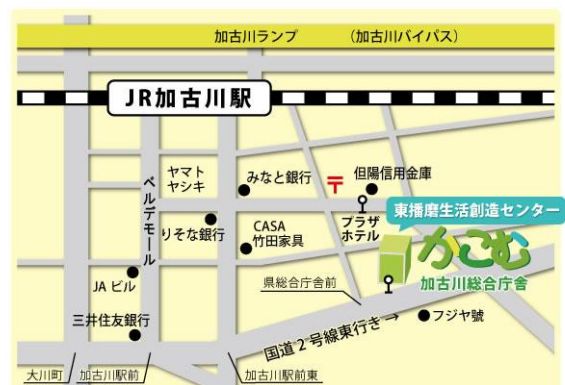 加古川ランプ (加古川バイパス)
JR加古川駅
ヤマト
ヤシキ
みなと銀行
〒
但陽信用金庫
ベルデモール
りそな銀行
CASA
竹田家具
プラザ
ホテル
東播磨生活創造センター
かこむ
加古川総合庁舎
JAビル
県総合庁舎前
三井住友銀行
国道2号線東行き→
フジヤ號
大川町
加古川駅前
加古川駅前東